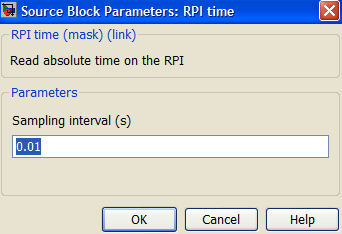 Source Block Parameters: RPI time
RPI time (mask) (link)
Read absolute time on the RPI
Parameters
Sampling interval (s)
0.01
OK Cancel Help